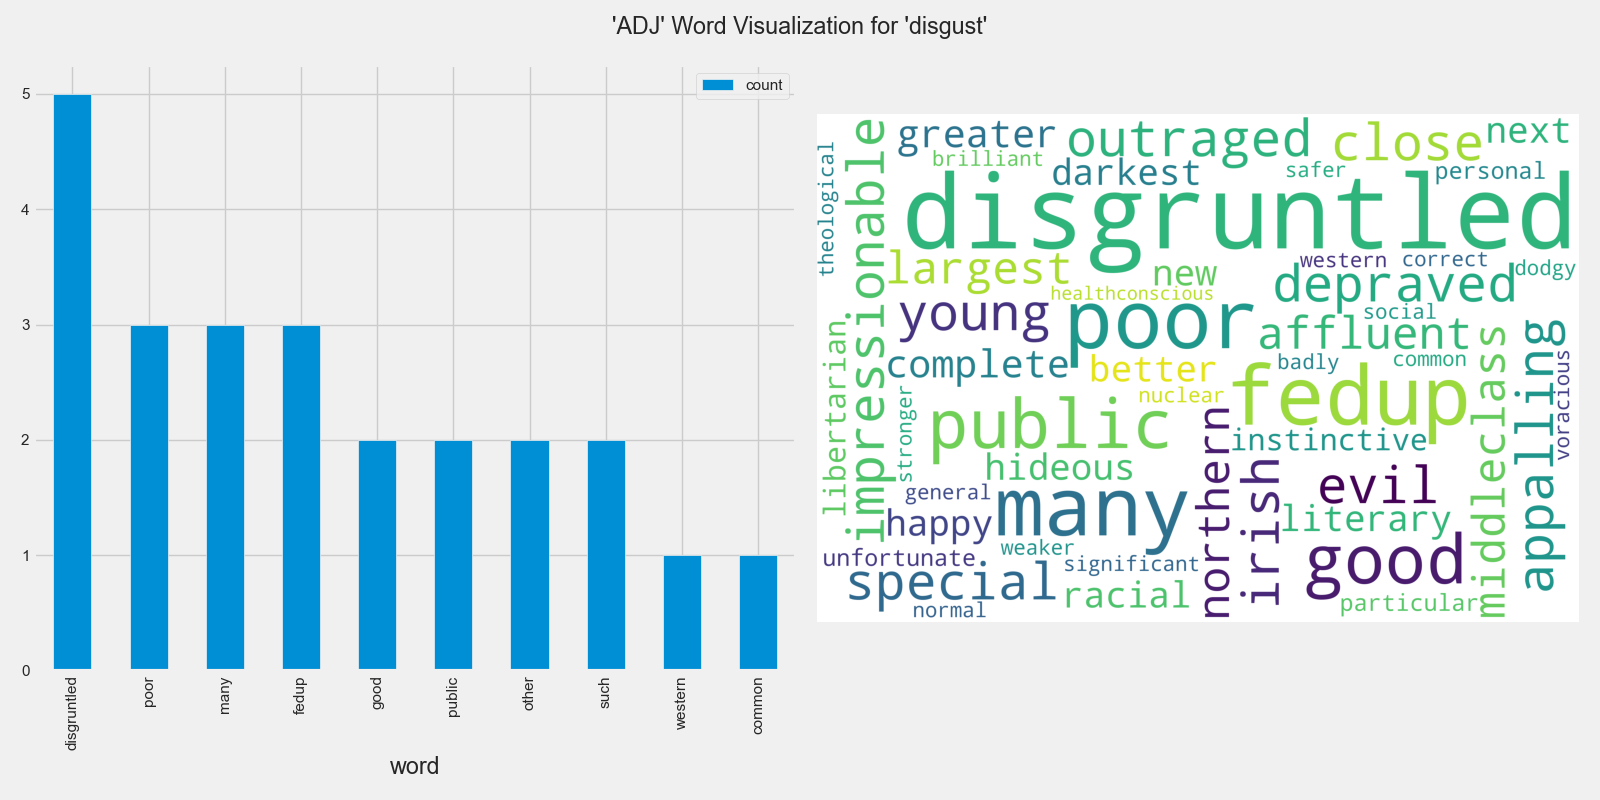 'ADJ' Word Visualization for 'disgust'
count
5
4
3
2
1
0
disgruntled
poor
many
fedup
good
public
other
such
western
common
word
theological
impressionable
greater
brilliant
outraged
darkest
close
safer
next
personal
disgruntled
largest
new
western
correct
dodgy
healthconscious
depraved
young
poor
social
affluent
libertarian
complete
better
badly
common
middleclass
appalling
voracious
nuclear
fedup
stronger
public
northern
instinctive
hideous
irish
evil
general
many
literary
happy
weaker
good
unfortunate
significant
special
racial
particular
normal